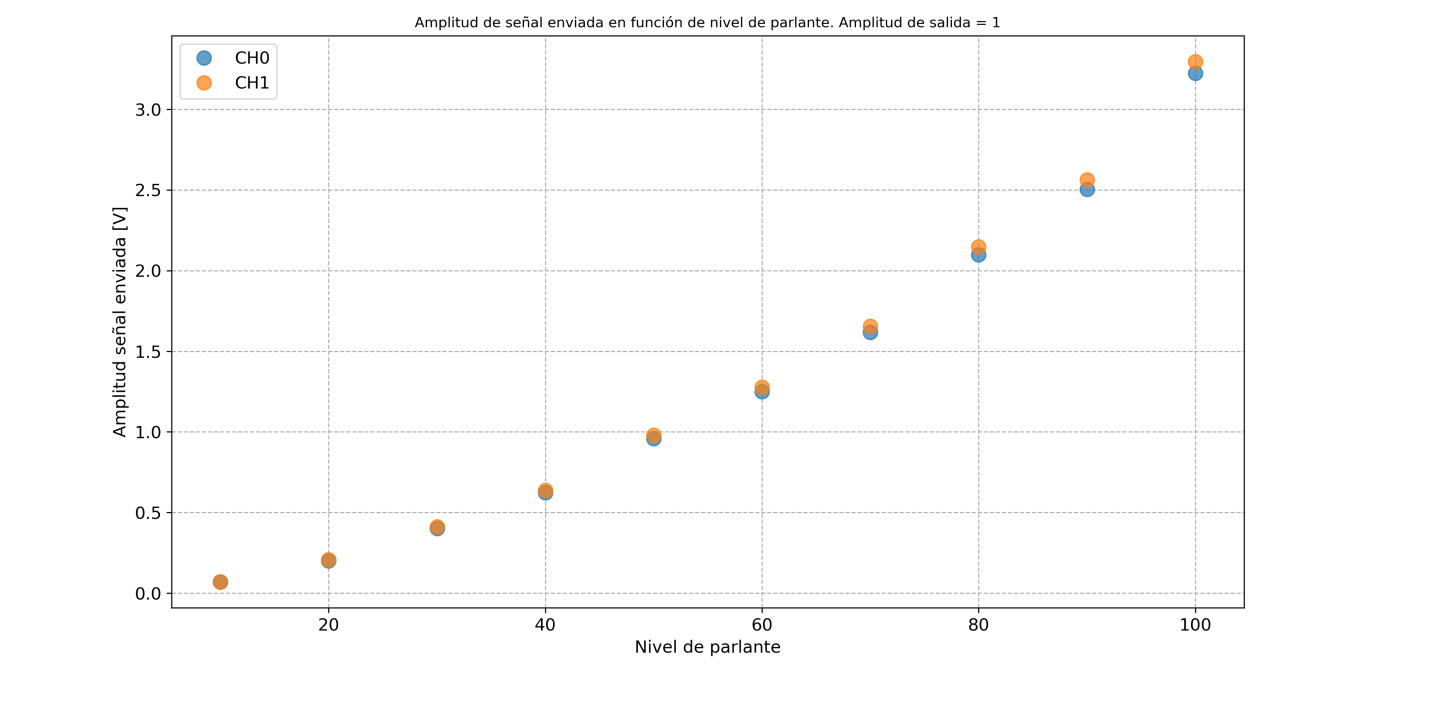 Amplitud de señal enviada en función de nivel de parlante. Amplitud de salida = 1
CH0
CH1
3.0
2.5
2.0
1.5
1.0
0.5
0.0
Amplitud señal enviada [V]
20 40 60 80 100
Nivel de parlante